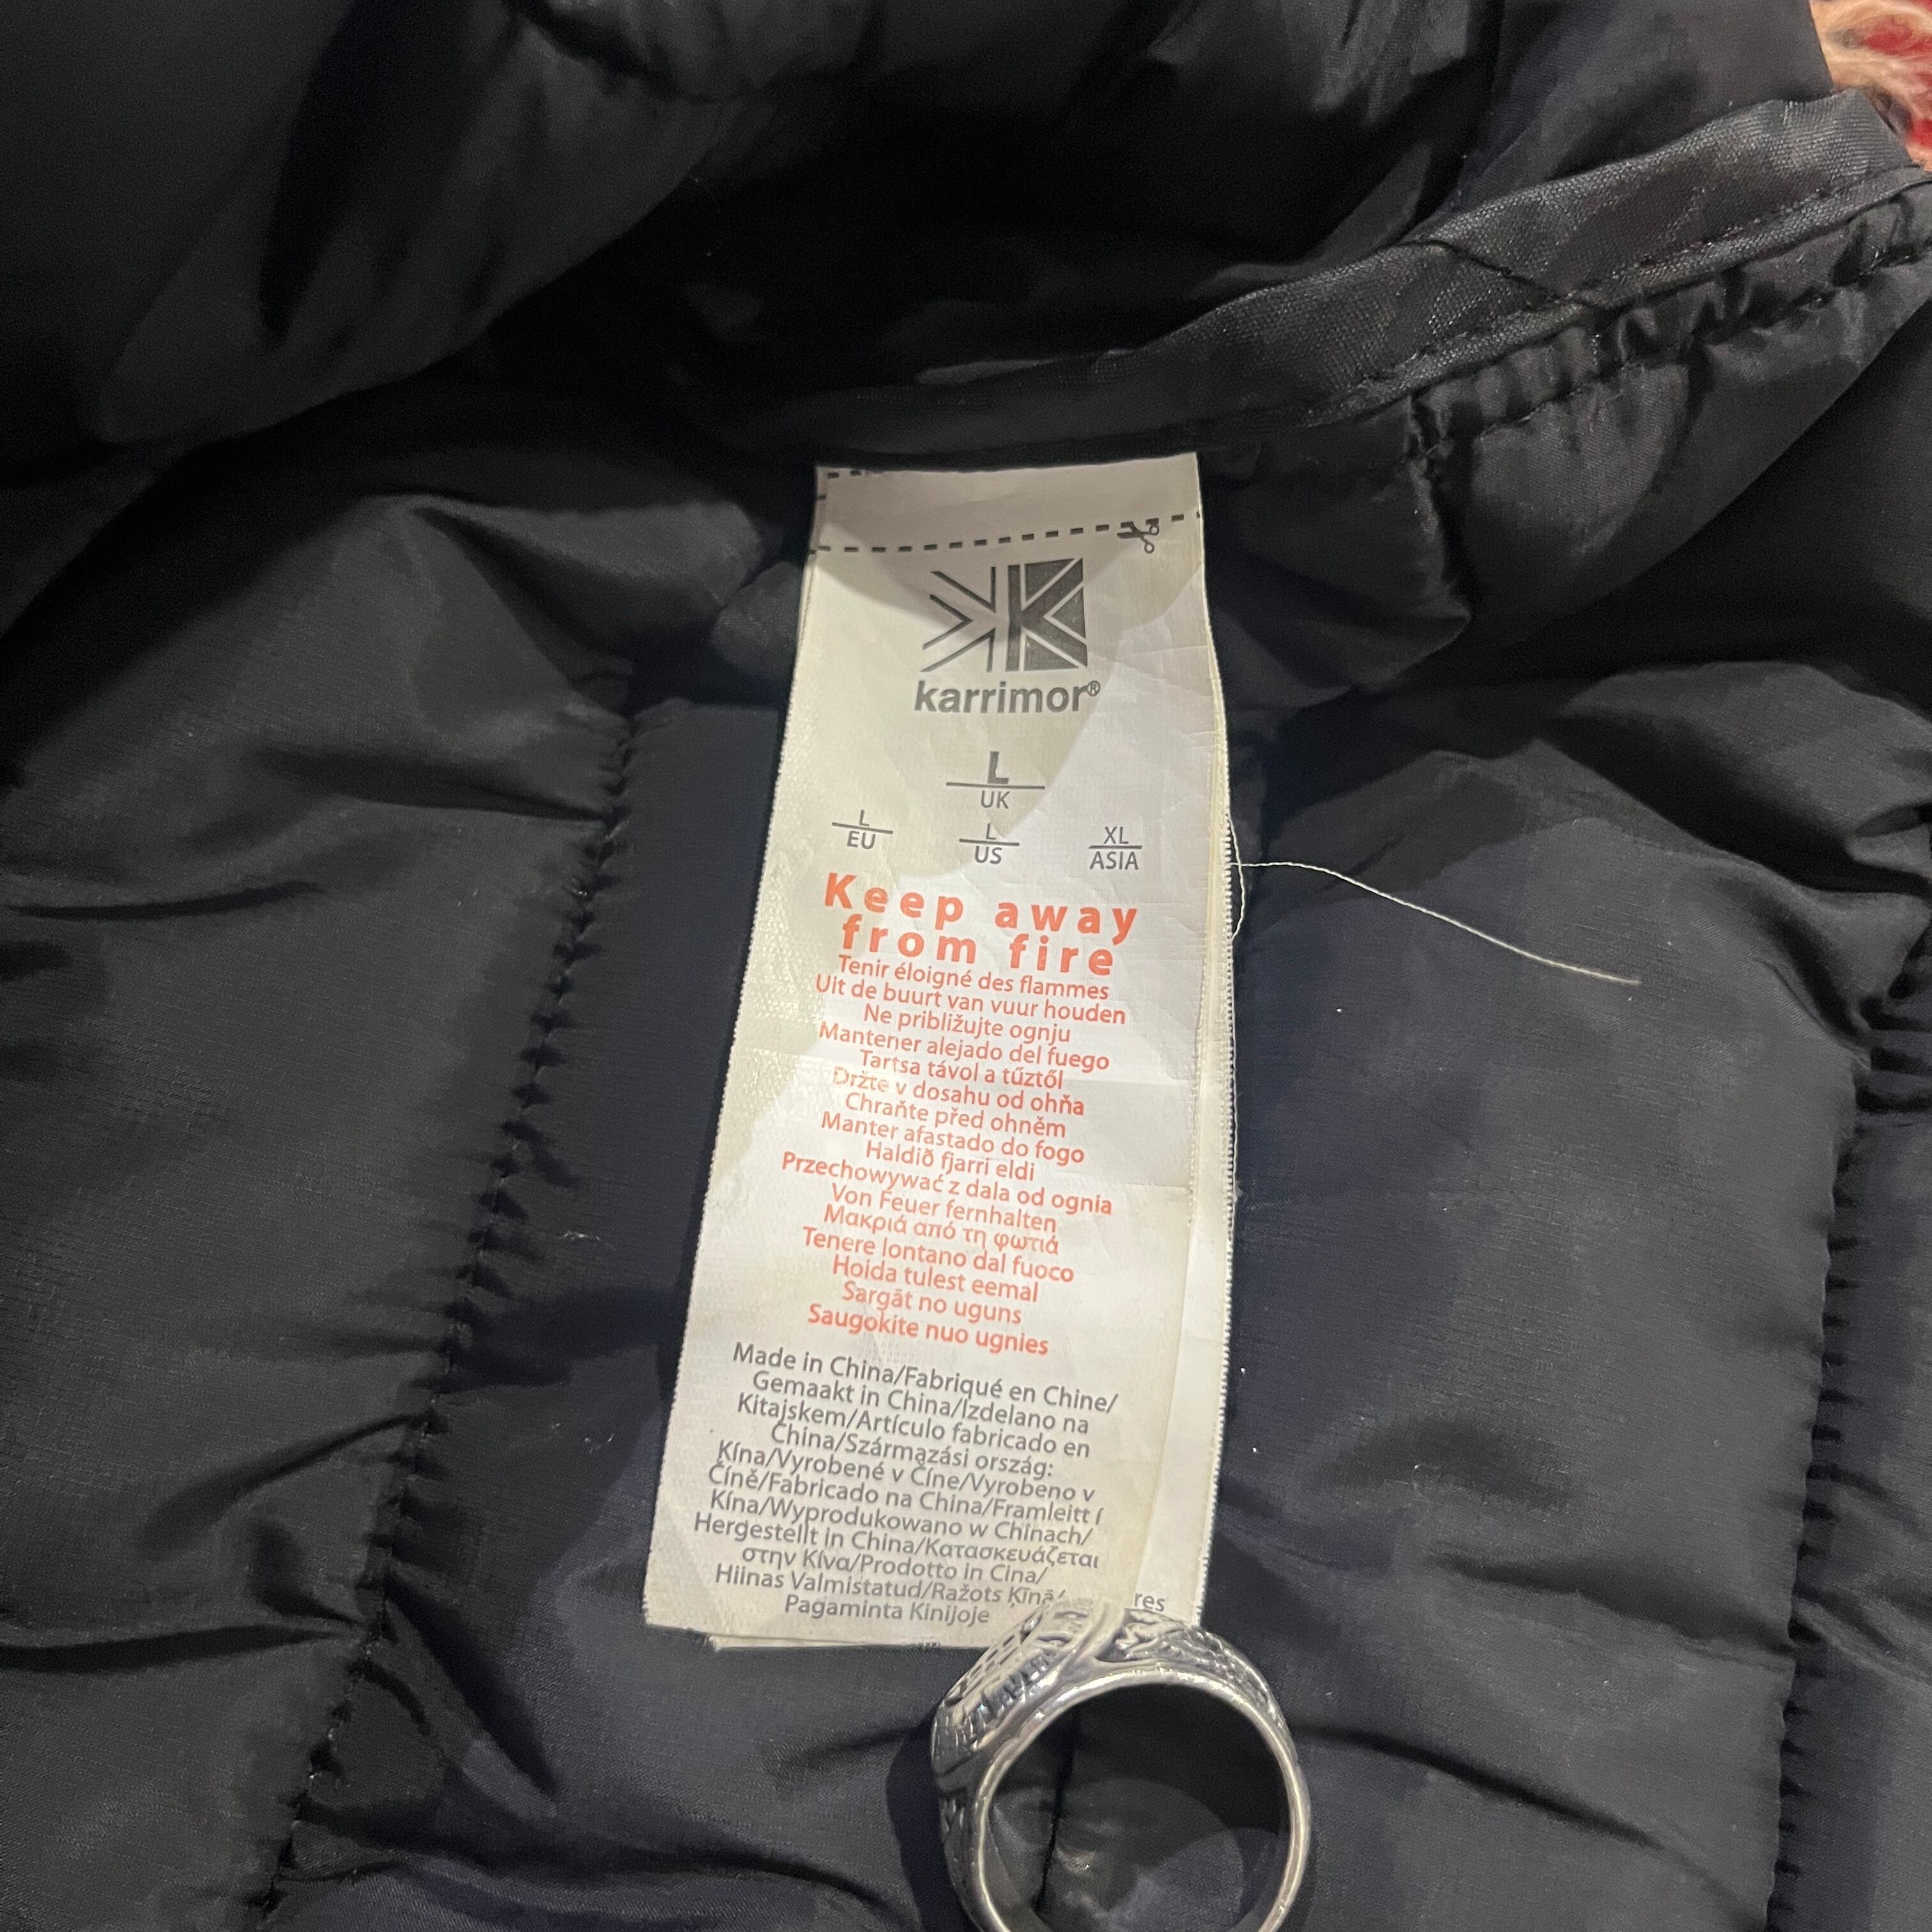 karrimor®
L
UK
L
EU
L
US
XL
ASIA
Keep away
from fire
Tenir éloigné des flammes
Uit de buurt van vuur houden
Ne približujte ognju
Mantener alejado del fuego
Tartsa távol a tűztől
Držte v dosahu od ohňa
Chraňte před ohněm
Manter afastado do fogo
Haldið fjarri eldi
Przechowywać z dala od ognia
Von Feuer fernhalten
Μακριά από τη φωτιά
Tenere lontano dal fuoco
Hoida tulest eemal
Sargāt no uguns
Saugokite nuo ugnies
Made in China/Fabriqué en Chine/
Gemaakt in China/Izdelano na
Kitajskem/Artículo fabricado en
China/Származási ország:
Kína/Vyrobené v Číne/Vyrobeno v
Číně/Fabricado na China/Framleitt í
Kína/Wyprodukowano w Chinach/
Hergestellt in China/Κατασκευάζεται
στην Κίνα/Prodotto in Cina/
Hiinas Valmistatud/Ražots Ķīnā/
Pagaminta Kinijoje